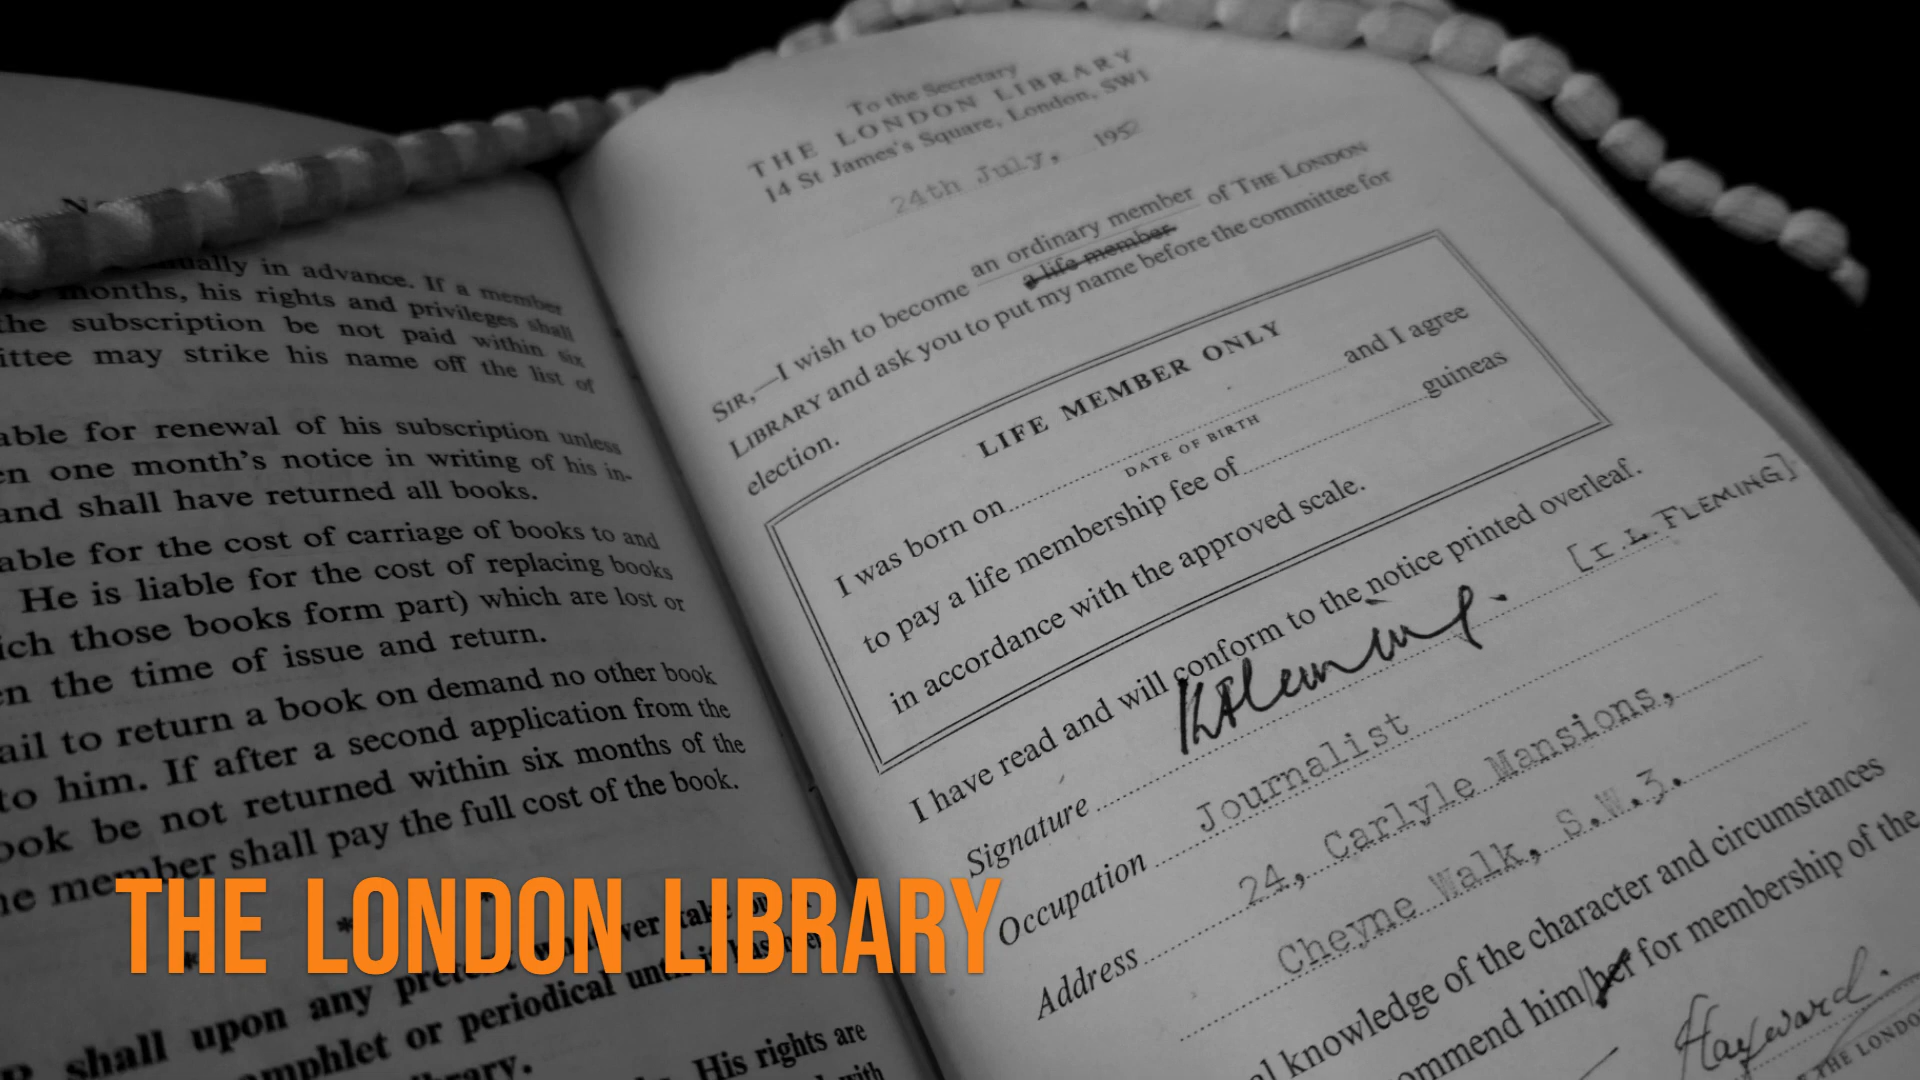 ually in advance. If a member
months, his rights and privileges shall
the subscription be not paid within six
ittee may strike his name off the list of
able for renewal of his subscription unless
en one month's notice in writing of his in-
and shall have returned all books.
able for the cost of carriage of books to and
He is liable for the cost of replacing books
ich those books form part) which are lost or
en the time of issue and return.
ail to return a book on demand no other book
to him. If after a second application from the
ook be not returned within six months of the
he member shall pay the full cost of the book.
shall upon any
amphlet or periodical
His rights are
with
To the Secretary
THE LONDON LIBRARY
14 St James's Square, London, SW1
24th July, 1952
SIR,—I wish to become an ordinary member of THE LONDON
a life member
LIBRARY and ask you to put my name before the committee for
election.
LIFE MEMBER ONLY
I was born on and I agree
DATE OF BIRTH
to pay a life membership fee of guineas
in accordance with the approved scale.
I have read and will conform to the notice printed overleaf.
Signature [I. L. FLEMING]
Occupation Journalist
Address 24, Carlyle Mansions,
Cheyne Walk, S.W.3.
al knowledge of the character and circumstances
ommend him/her for membership of the
Hayward.
THE LONDO
THE LONDON LIBRARY